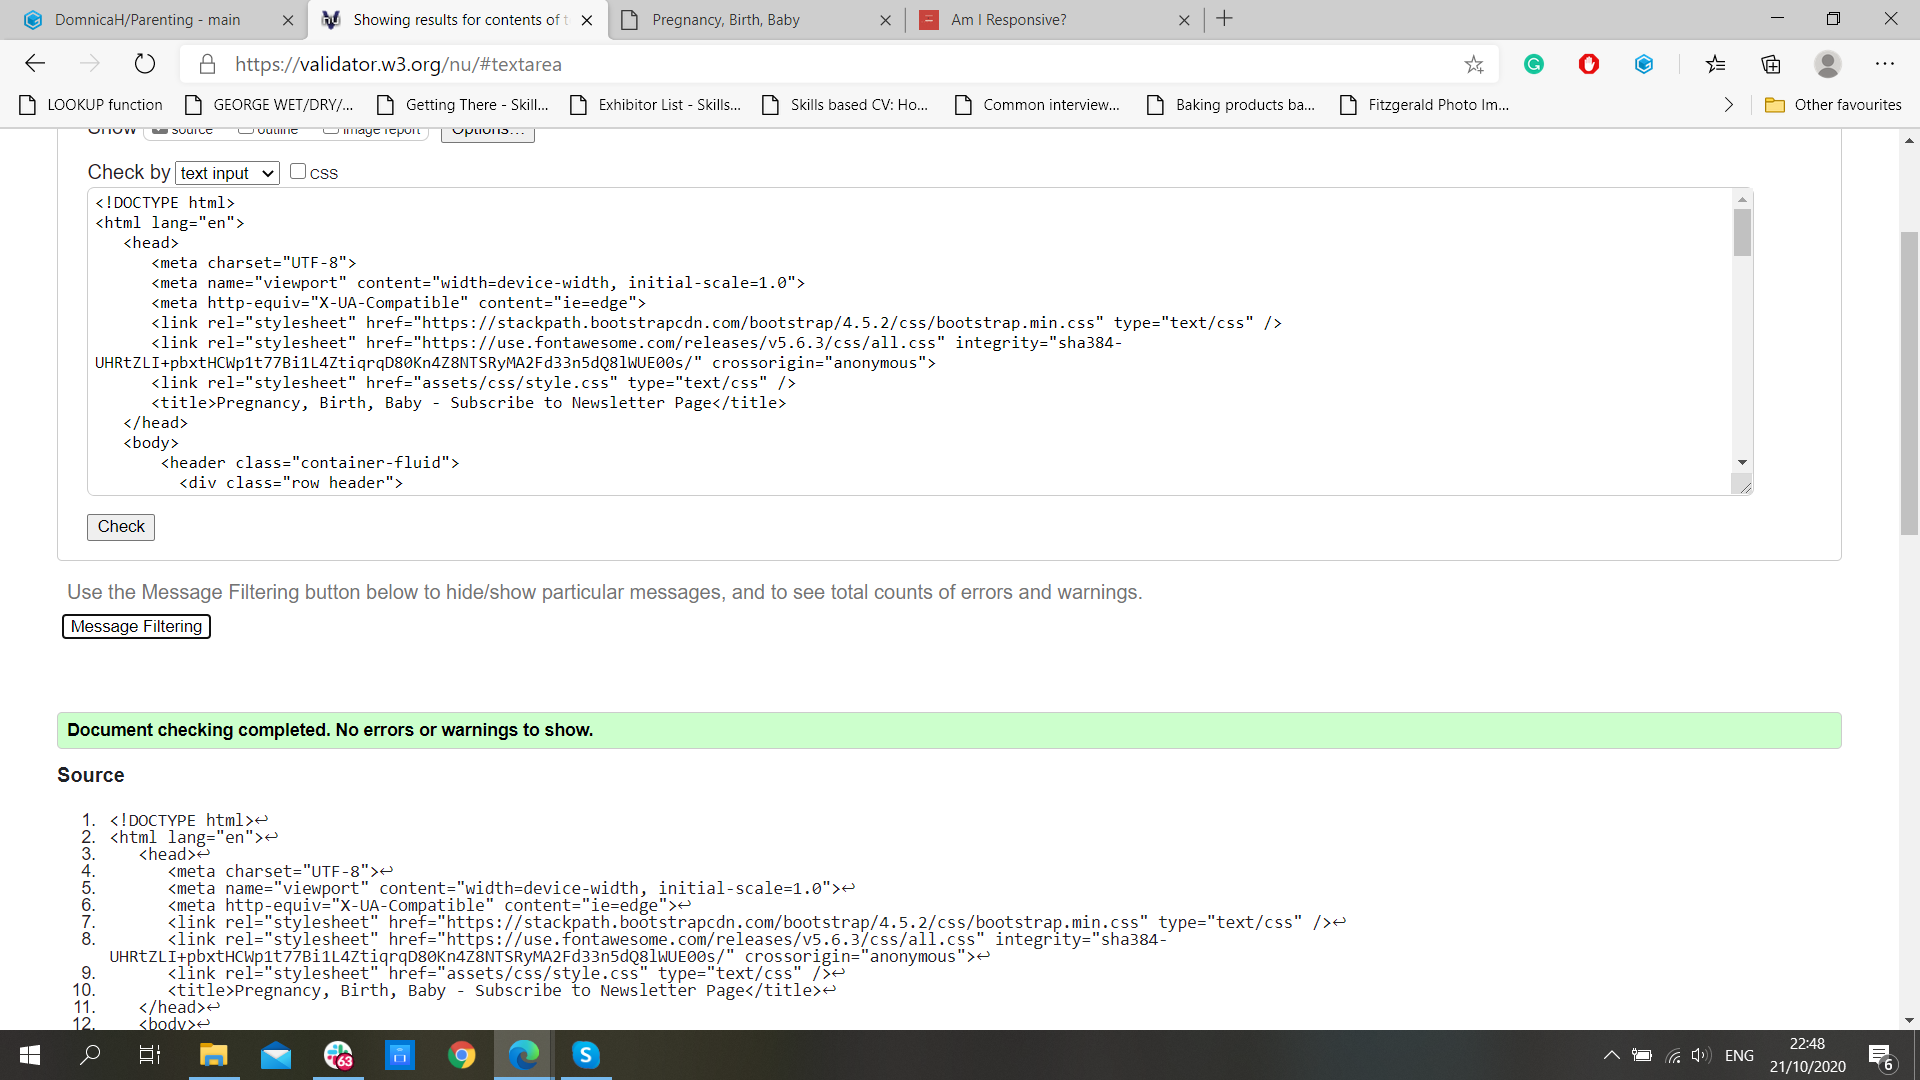 DomnicaH/Parenting - main
Showing results for contents of t
Pregnancy, Birth, Baby
Am I Responsive?
https://validator.w3.org/nu/#textarea
LOOKUP function
GEORGE WET/DRY/...
Getting There - Skill...
Exhibitor List - Skills...
Skills based CV: Ho...
Common interview...
Baking products ba...
Fitzgerald Photo Im...
Other favourites
Show source outline image report Options...
Check by text input CSS
<!DOCTYPE html>
<html lang="en">
<head>
<meta charset="UTF-8">
<meta name="viewport" content="width=device-width, initial-scale=1.0">
<meta http-equiv="X-UA-Compatible" content="ie=edge">
<link rel="stylesheet" href="https://stackpath.bootstrapcdn.com/bootstrap/4.5.2/css/bootstrap.min.css" type="text/css" />
<link rel="stylesheet" href="https://use.fontawesome.com/releases/v5.6.3/css/all.css" integrity="sha384-
UHRtZLI+pbxtHCWp1t77Bi1L4ZtiqrqD80Kn4Z8NTSRyMA2Fd33n5dQ8lWUE00s/" crossorigin="anonymous">
<link rel="stylesheet" href="assets/css/style.css" type="text/css" />
<title>Pregnancy, Birth, Baby - Subscribe to Newsletter Page</title>
</head>
<body>
<header class="container-fluid">
<div class="row header">
Check
Use the Message Filtering button below to hide/show particular messages, and to see total counts of errors and warnings.
Message Filtering
Document checking completed. No errors or warnings to show.
Source
1. <!DOCTYPE html>↩
2. <html lang="en">↩
3. <head>↩
4. <meta charset="UTF-8">↩
5. <meta name="viewport" content="width=device-width, initial-scale=1.0">↩
6. <meta http-equiv="X-UA-Compatible" content="ie=edge">↩
7. <link rel="stylesheet" href="https://stackpath.bootstrapcdn.com/bootstrap/4.5.2/css/bootstrap.min.css" type="text/css" />↩
8. <link rel="stylesheet" href="https://use.fontawesome.com/releases/v5.6.3/css/all.css" integrity="sha384-
UHRtZLI+pbxtHCWp1t77Bi1L4ZtiqrqD80Kn4Z8NTSRyMA2Fd33n5dQ8lWUE00s/" crossorigin="anonymous">↩
9. <link rel="stylesheet" href="assets/css/style.css" type="text/css" />↩
10. <title>Pregnancy, Birth, Baby - Subscribe to Newsletter Page</title>↩
11. </head>↩
12. <body>↩
63
ENG
22:48
21/10/2020
6